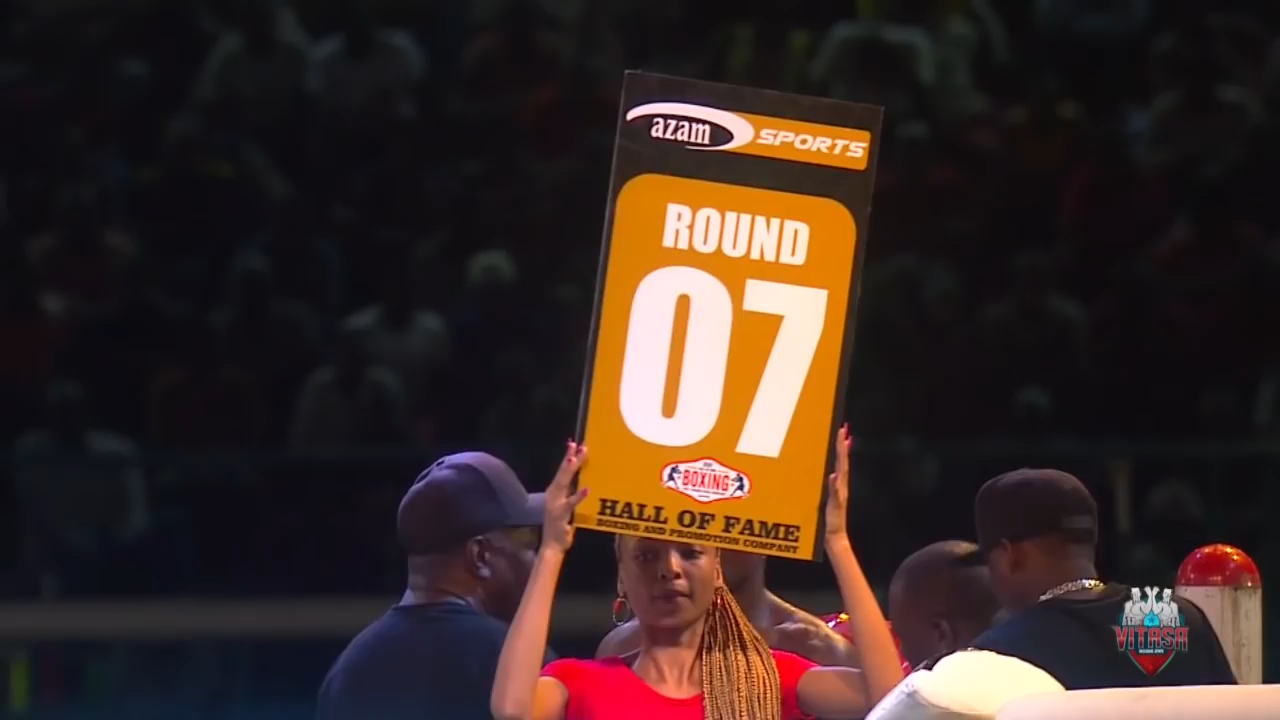 azam SPORTS
ROUND
07
BOXING
HALL OF FAME
BOXING AND PROMOTION COMPANY
VITASA